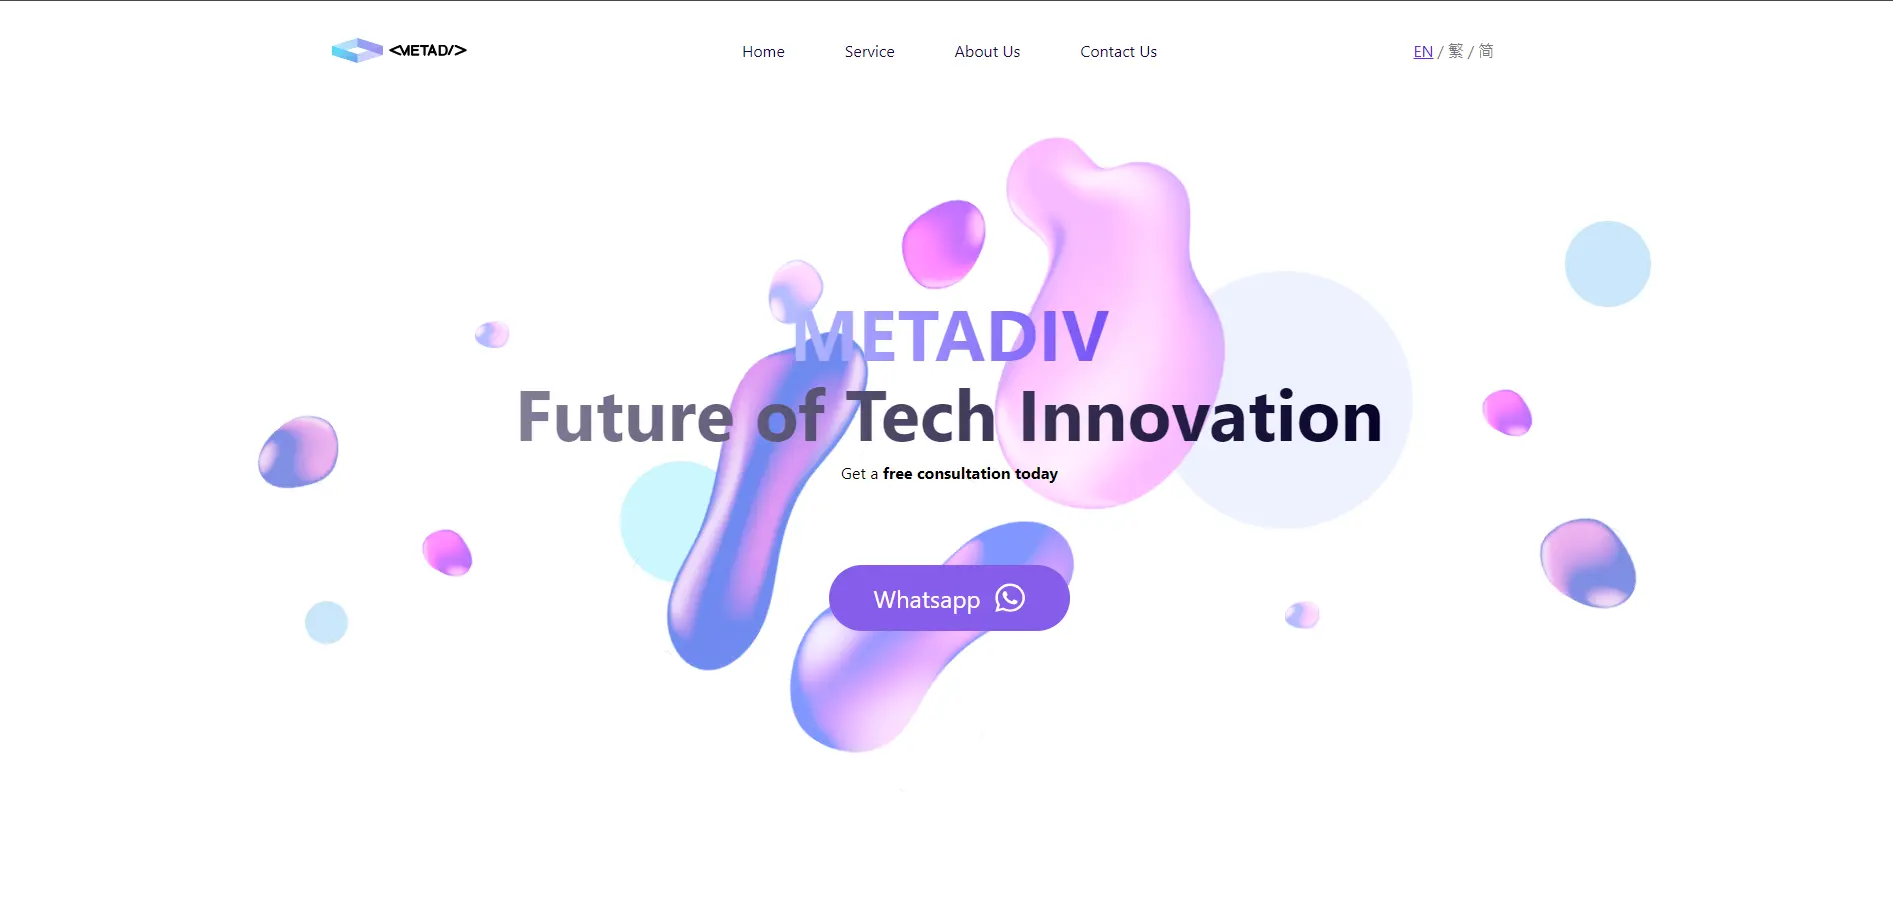 <METAD/>
Home
Service
About Us
Contact Us
EN / 繁 / 简
METADIV
Future of Tech Innovation
Get a free consultation today
Whatsapp